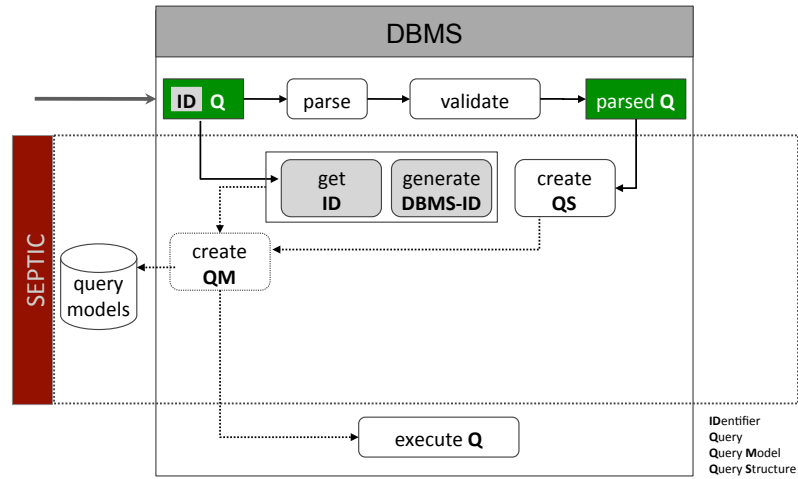 DBMS
ID Q
parse
validate
parsed Q
SEPTIC
get
ID
generate
DBMS-ID
create
QS
create
QM
query
models
execute Q
IDentifier
Query
Query Model
Query Structure